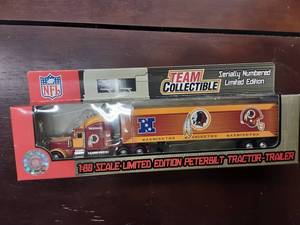 NFL
TEAM
COLLECTIBLE
Serially Numbered
Limited Edition
WASHINGTON WASHINGTON WASHINGTON
1:80 SCALE LIMITED EDITION PETERBILT TRACTOR-TRAILER